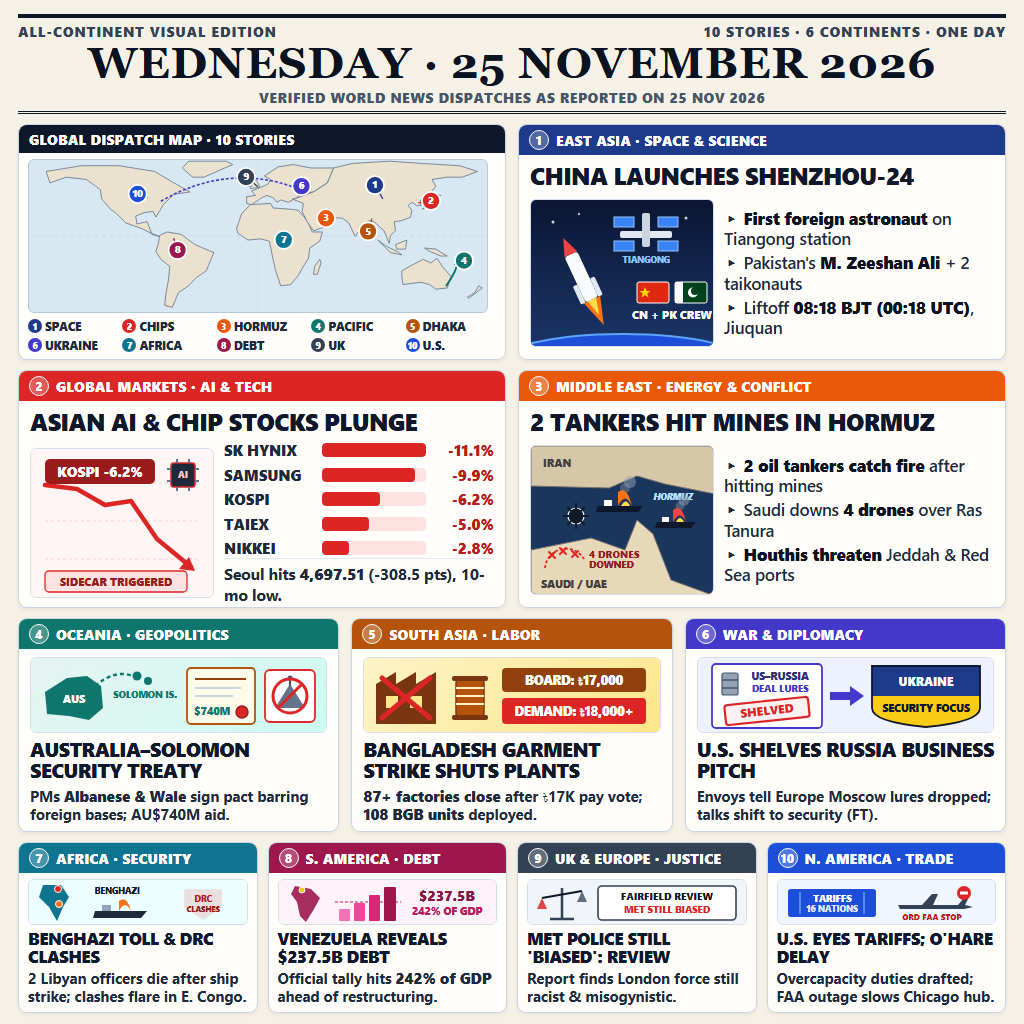 ALL-CONTINENT VISUAL EDITION
10 STORIES · 6 CONTINENTS · ONE DAY
WEDNESDAY · 25 NOVEMBER 2026
VERIFIED WORLD NEWS DISPATCHES AS REPORTED ON 25 NOV 2026
GLOBAL DISPATCH MAP · 10 STORIES
10
9
6
1
2
3
5
7
8
4
1 SPACE
2 CHIPS
3 HORMUZ
4 PACIFIC
5 DHAKA
6 UKRAINE
7 AFRICA
8 DEBT
9 UK
10 U.S.
1 EAST ASIA · SPACE & SCIENCE
CHINA LAUNCHES SHENZHOU-24
TIANGONG
CN + PK CREW
▸ First foreign astronaut on
Tiangong station
▸ Pakistan's M. Zeeshan Ali + 2
taikonauts
▸ Liftoff 08:18 BJT (00:18 UTC),
Jiuquan
2 GLOBAL MARKETS · AI & TECH
ASIAN AI & CHIP STOCKS PLUNGE
KOSPI -6.2%
AI
SIDECAR TRIGGERED
SK HYNIX -11.1%
SAMSUNG -9.9%
KOSPI -6.2%
TAIEX -5.0%
NIKKEI -2.8%
Seoul hits 4,697.51 (-308.5 pts), 10-
mo low.
3 MIDDLE EAST · ENERGY & CONFLICT
2 TANKERS HIT MINES IN HORMUZ
IRAN
HORMUZ
4 DRONES
DOWNED
SAUDI / UAE
▸ 2 oil tankers catch fire after
hitting mines
▸ Saudi downs 4 drones over Ras
Tanura
▸ Houthis threaten Jeddah & Red
Sea ports
4 OCEANIA · GEOPOLITICS
AUS
SOLOMON IS.
$740M
AUSTRALIA–SOLOMON
SECURITY TREATY
PMs Albanese & Wale sign pact barring
foreign bases; AU$740M aid.
5 SOUTH ASIA · LABOR
BOARD: ৳17,000
DEMAND: ৳18,000+
BANGLADESH GARMENT
STRIKE SHUTS PLANTS
87+ factories close after ৳17K pay vote;
108 BGB units deployed.
6 WAR & DIPLOMACY
US–RUSSIA
DEAL LURES
SHELVED
UKRAINE
SECURITY FOCUS
U.S. SHELVES RUSSIA BUSINESS
PITCH
Envoys tell Europe Moscow lures dropped;
talks shift to security (FT).
7 AFRICA · SECURITY
BENGHAZI
DRC
CLASHES
BENGHAZI TOLL & DRC
CLASHES
2 Libyan officers die after ship
strike; clashes flare in E. Congo.
8 S. AMERICA · DEBT
$237.5B
242% OF GDP
VENEZUELA REVEALS
$237.5B DEBT
Official tally hits 242% of GDP
ahead of restructuring.
9 UK & EUROPE · JUSTICE
FAIRFIELD REVIEW
MET STILL BIASED
MET POLICE STILL
'BIASED': REVIEW
Report finds London force still
racist & misogynistic.
10 N. AMERICA · TRADE
TARIFFS
16 NATIONS
ORD FAA STOP
U.S. EYES TARIFFS; O'HARE
DELAY
Overcapacity duties drafted;
FAA outage slows Chicago hub.